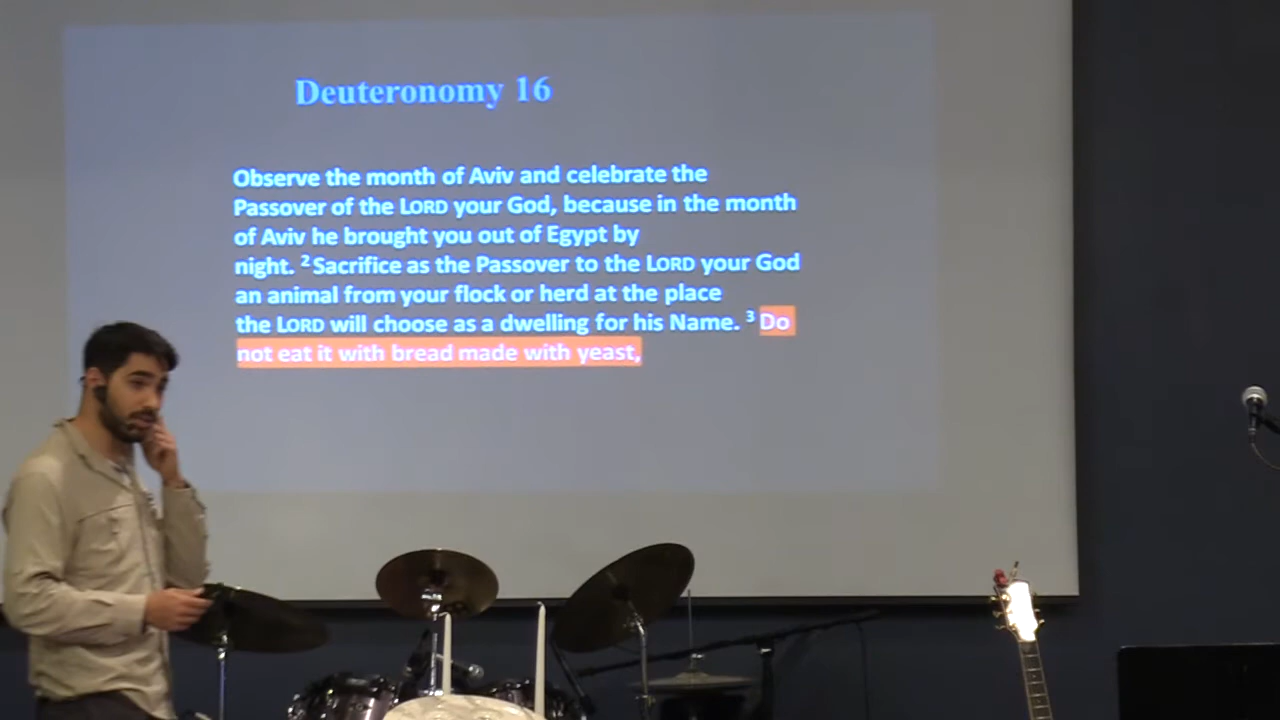 Deuteronomy 16
Observe the month of Aviv and celebrate the
Passover of the LORD your God, because in the month
of Aviv he brought you out of Egypt by
night. ²Sacrifice as the Passover to the LORD your God
an animal from your flock or herd at the place
the LORD will choose as a dwelling for his Name. ³ Do
not eat it with bread made with yeast,